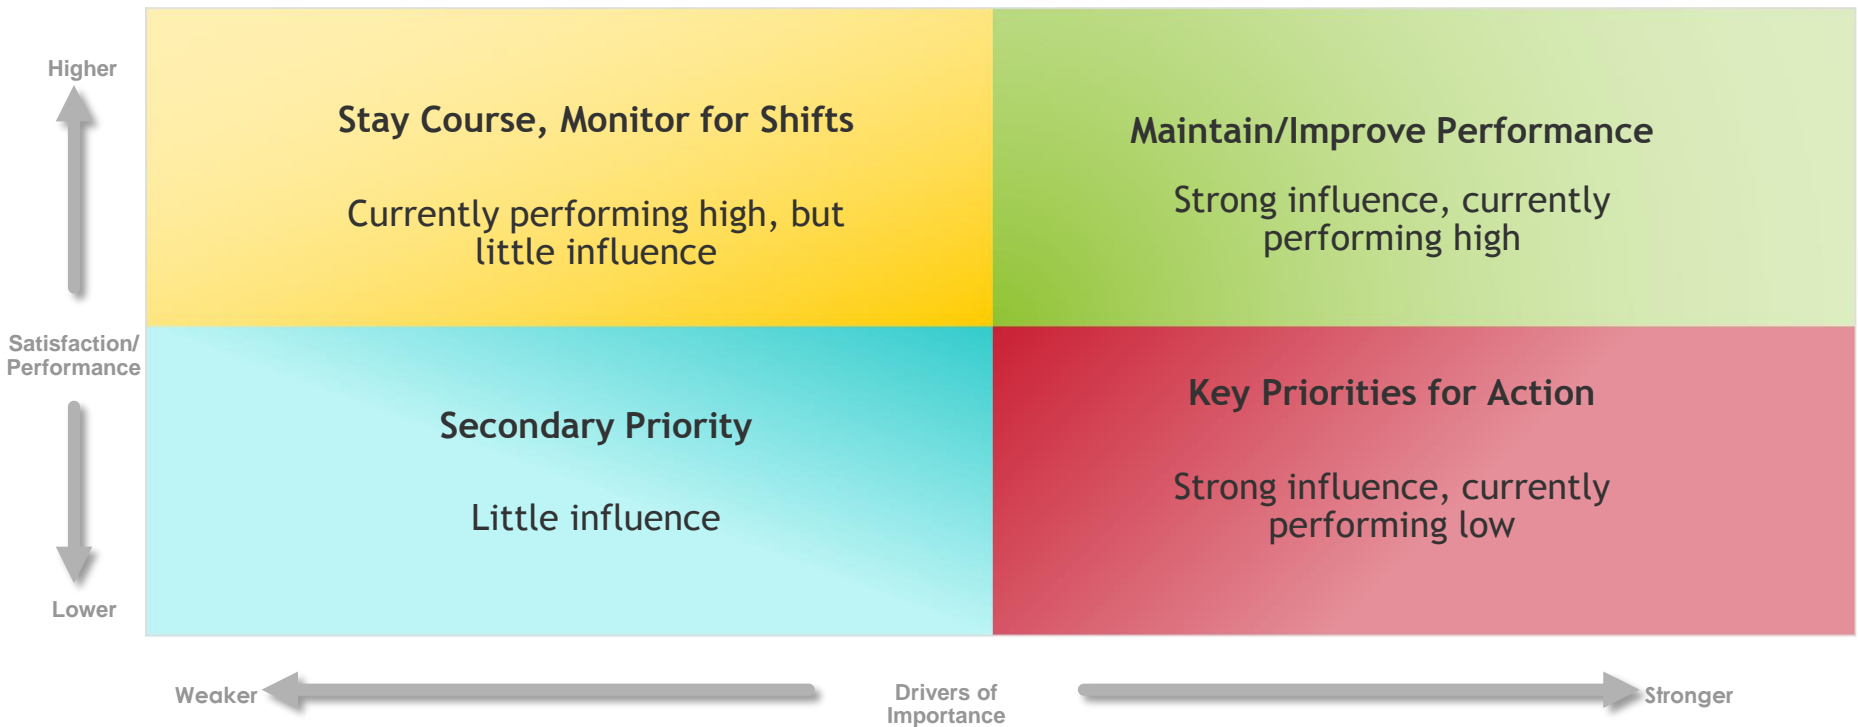 Higher
Stay Course, Monitor for Shifts
Currently performing high, but
little influence
Maintain/Improve Performance
Strong influence, currently
performing high
Satisfaction/
Performance
Secondary Priority
Little influence
Key Priorities for Action
Strong influence, currently
performing low
Lower
Weaker
Drivers of
Importance
Stronger